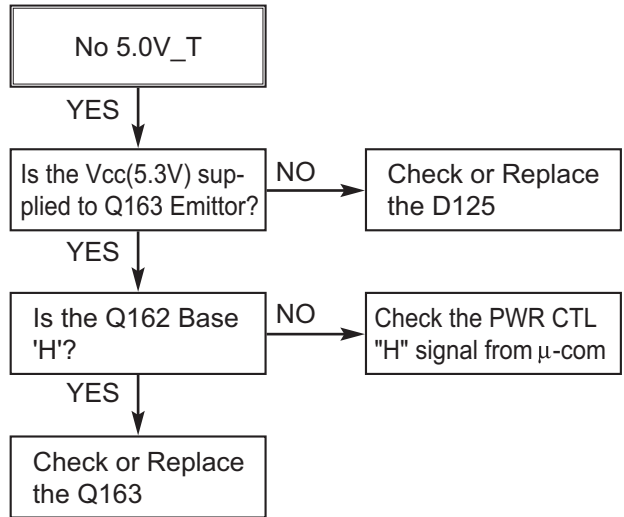 No 5.0V_T
YES
Is the Vcc(5.3V) sup-
plied to Q163 Emittor?
NO
Check or Replace
the D125
YES
Is the Q162 Base
'H'?
NO
Check the PWR CTL
"H" signal from μ-com
YES
Check or Replace
the Q163